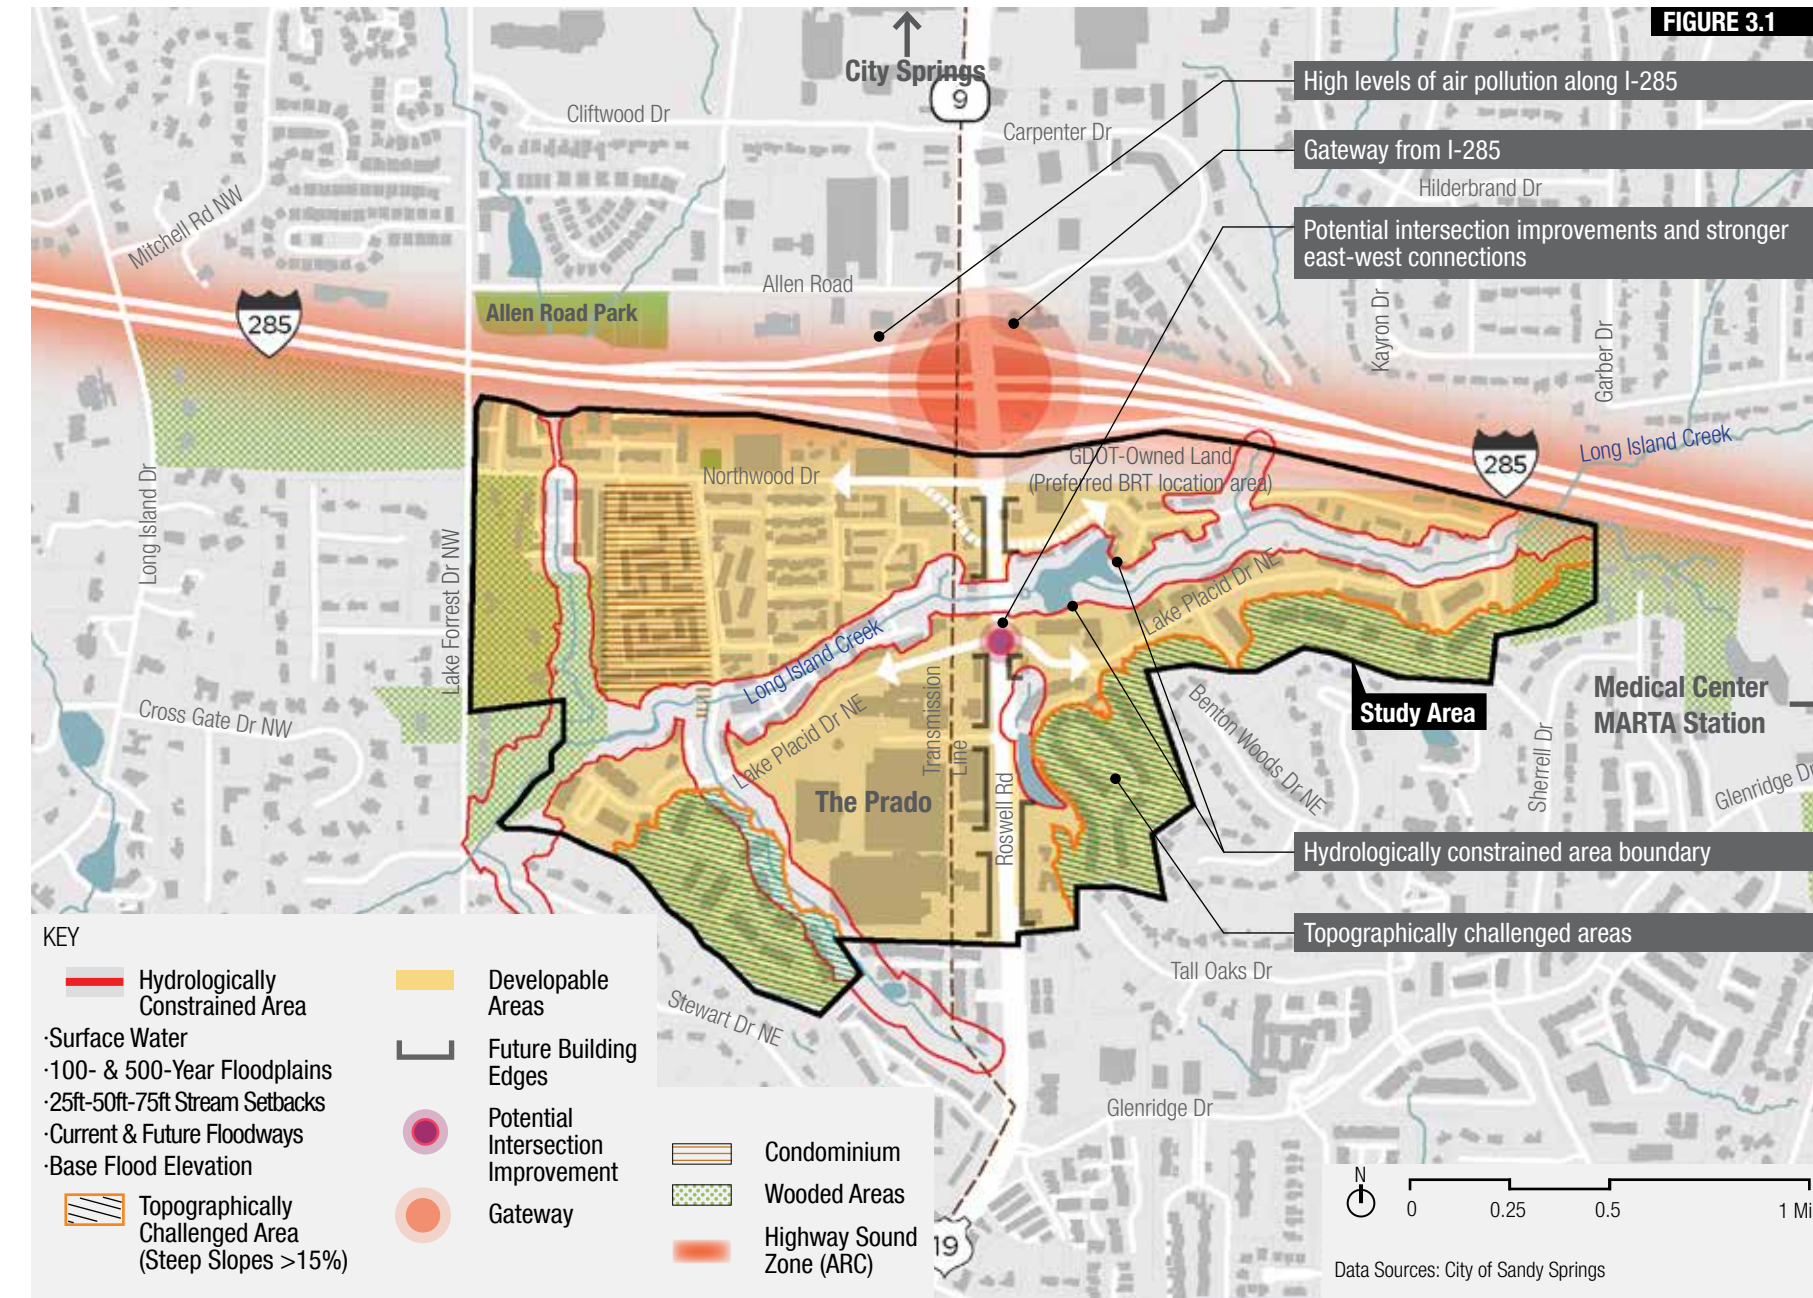 FIGURE 3.1
City Springs
9
High levels of air pollution along I-285
Cliftwood Dr
Carpenter Dr
Gateway from I-285
Hilderbrand Dr
Mitchell Rd NW
Potential intersection improvements and stronger
east-west connections
Allen Road
285
Allen Road Park
Kayron Dr
Garber Dr
Long Island Creek
285
GDOT-Owned Land
(Preferred BRT location area)
Northwood Dr
Long Island Dr
Lake Forrest Dr NW
Lake Placid Dr NE
Long Island Creek
Cross Gate Dr NW
Lake Placid Dr NE
Transmission
Line
Roswell Rd
The Prado
Benton Woods Dr NE
Study Area
Medical Center
MARTA Station
Sherrell Dr
Glenridge Dr
Hydrologically constrained area boundary
Topographically challenged areas
Tall Oaks Dr
Stewart Dr NE
Glenridge Dr
19
KEY
Hydrologically
Constrained Area
·Surface Water
·100- & 500-Year Floodplains
·25ft-50ft-75ft Stream Setbacks
·Current & Future Floodways
·Base Flood Elevation
Topographically
Challenged Area
(Steep Slopes >15%)
Developable
Areas
Future Building
Edges
Potential
Intersection
Improvement
Gateway
Condominium
Wooded Areas
Highway Sound
Zone (ARC)
N
0 0.25 0.5 1 Mi
Data Sources: City of Sandy Springs